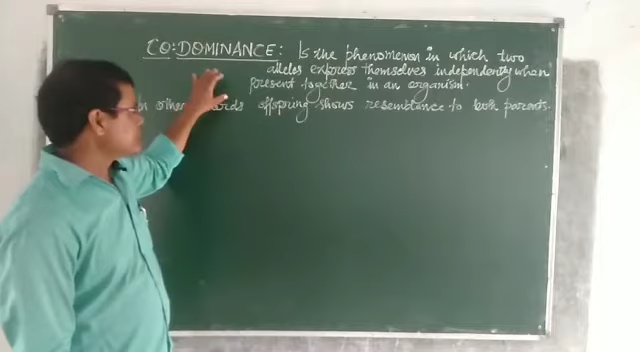 CO-DOMINANCE: Is the phenomenon in which two
alleles express themselves independently when
present together in an organism.
In other words offspring shows resemblance to both parents.